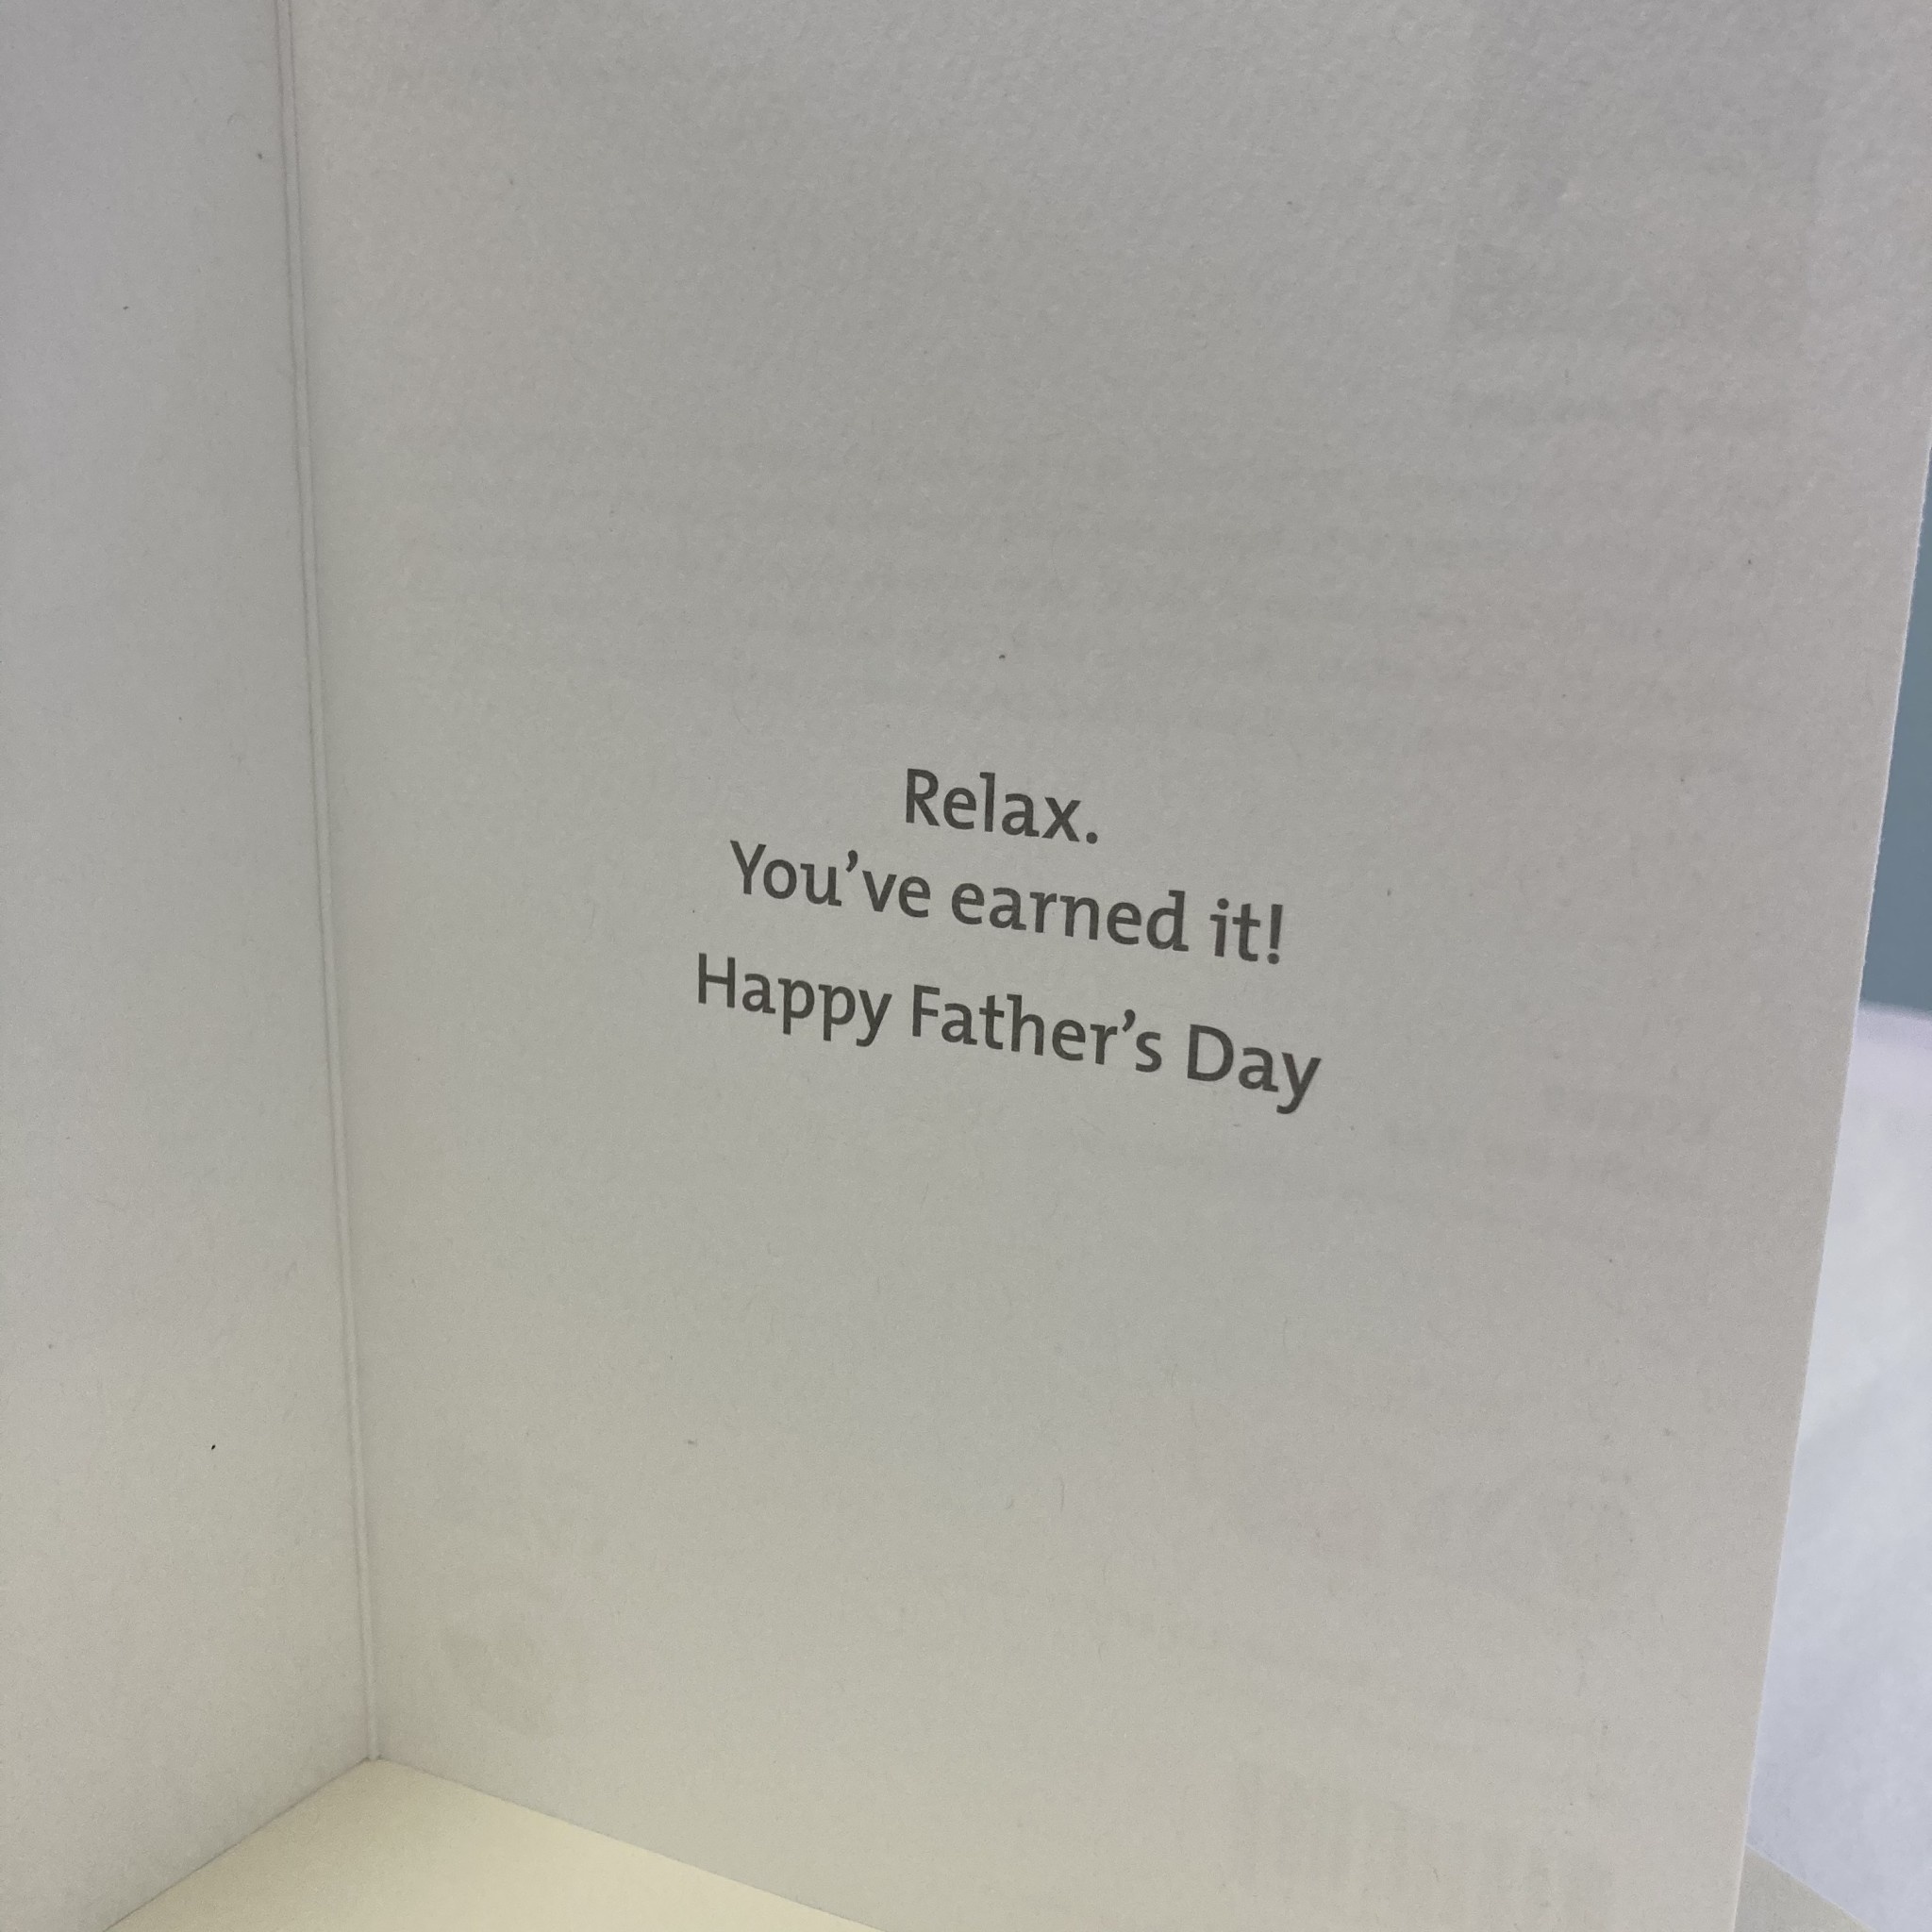 Relax.
You’ve earned it!
Happy Father’s Day